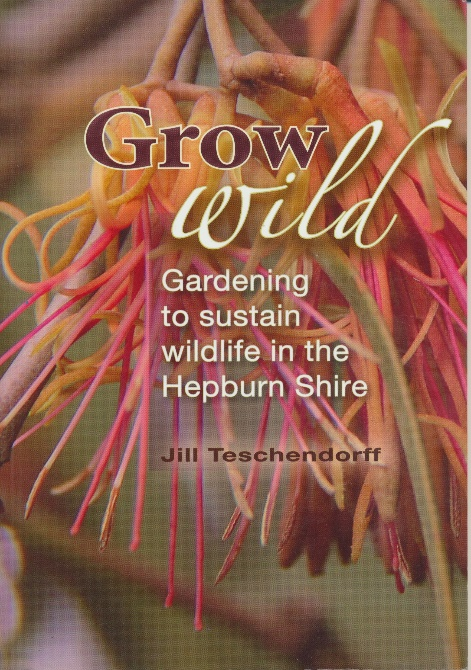 Grow
wild
Gardening
to sustain
wildlife in the
Hepburn Shire
Jill Teschendorff